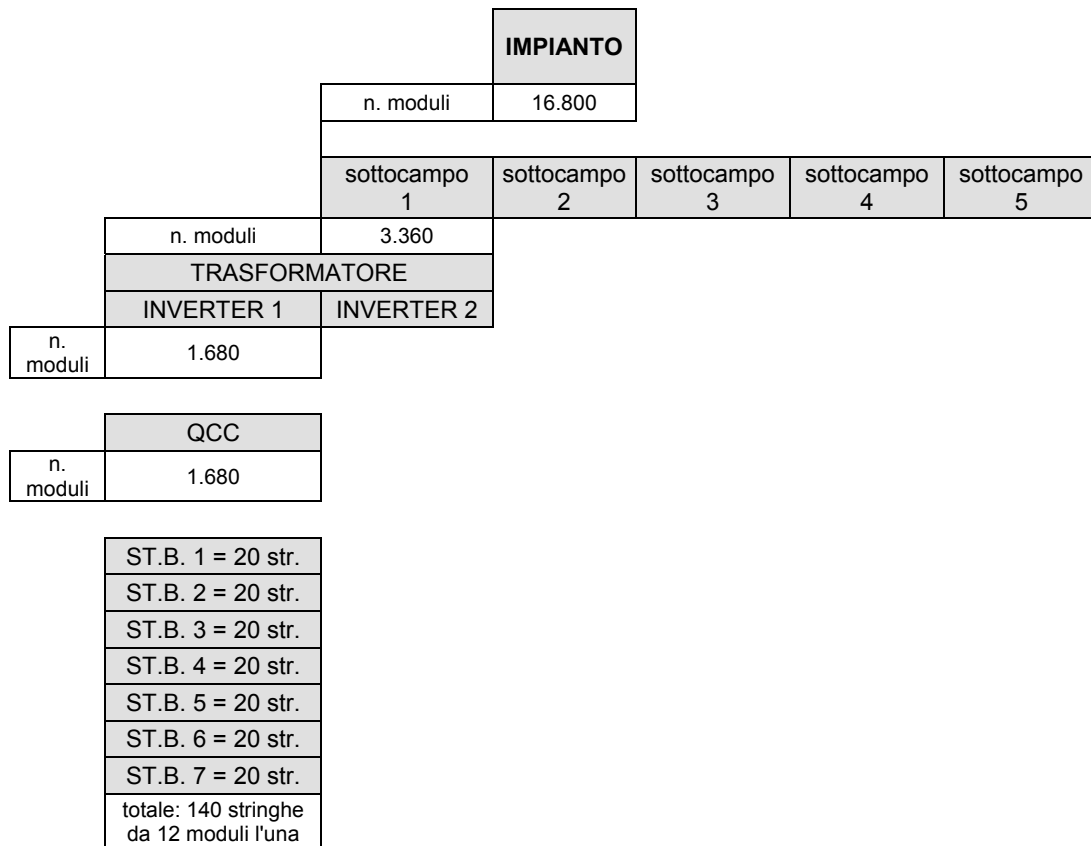 IMPIANTO
n. moduli 16.800
sottocampo sottocampo sottocampo sottocampo sottocampo
1 2 3 4 5
n. moduli 3.360
TRASFORMATORE
INVERTER 1 INVERTER 2
n.
moduli 1.680
QCC
n.
moduli 1.680
ST.B. 1 = 20 str.
ST.B. 2 = 20 str.
ST.B. 3 = 20 str.
ST.B. 4 = 20 str.
ST.B. 5 = 20 str.
ST.B. 6 = 20 str.
ST.B. 7 = 20 str.
totale: 140 stringhe
da 12 moduli l'una